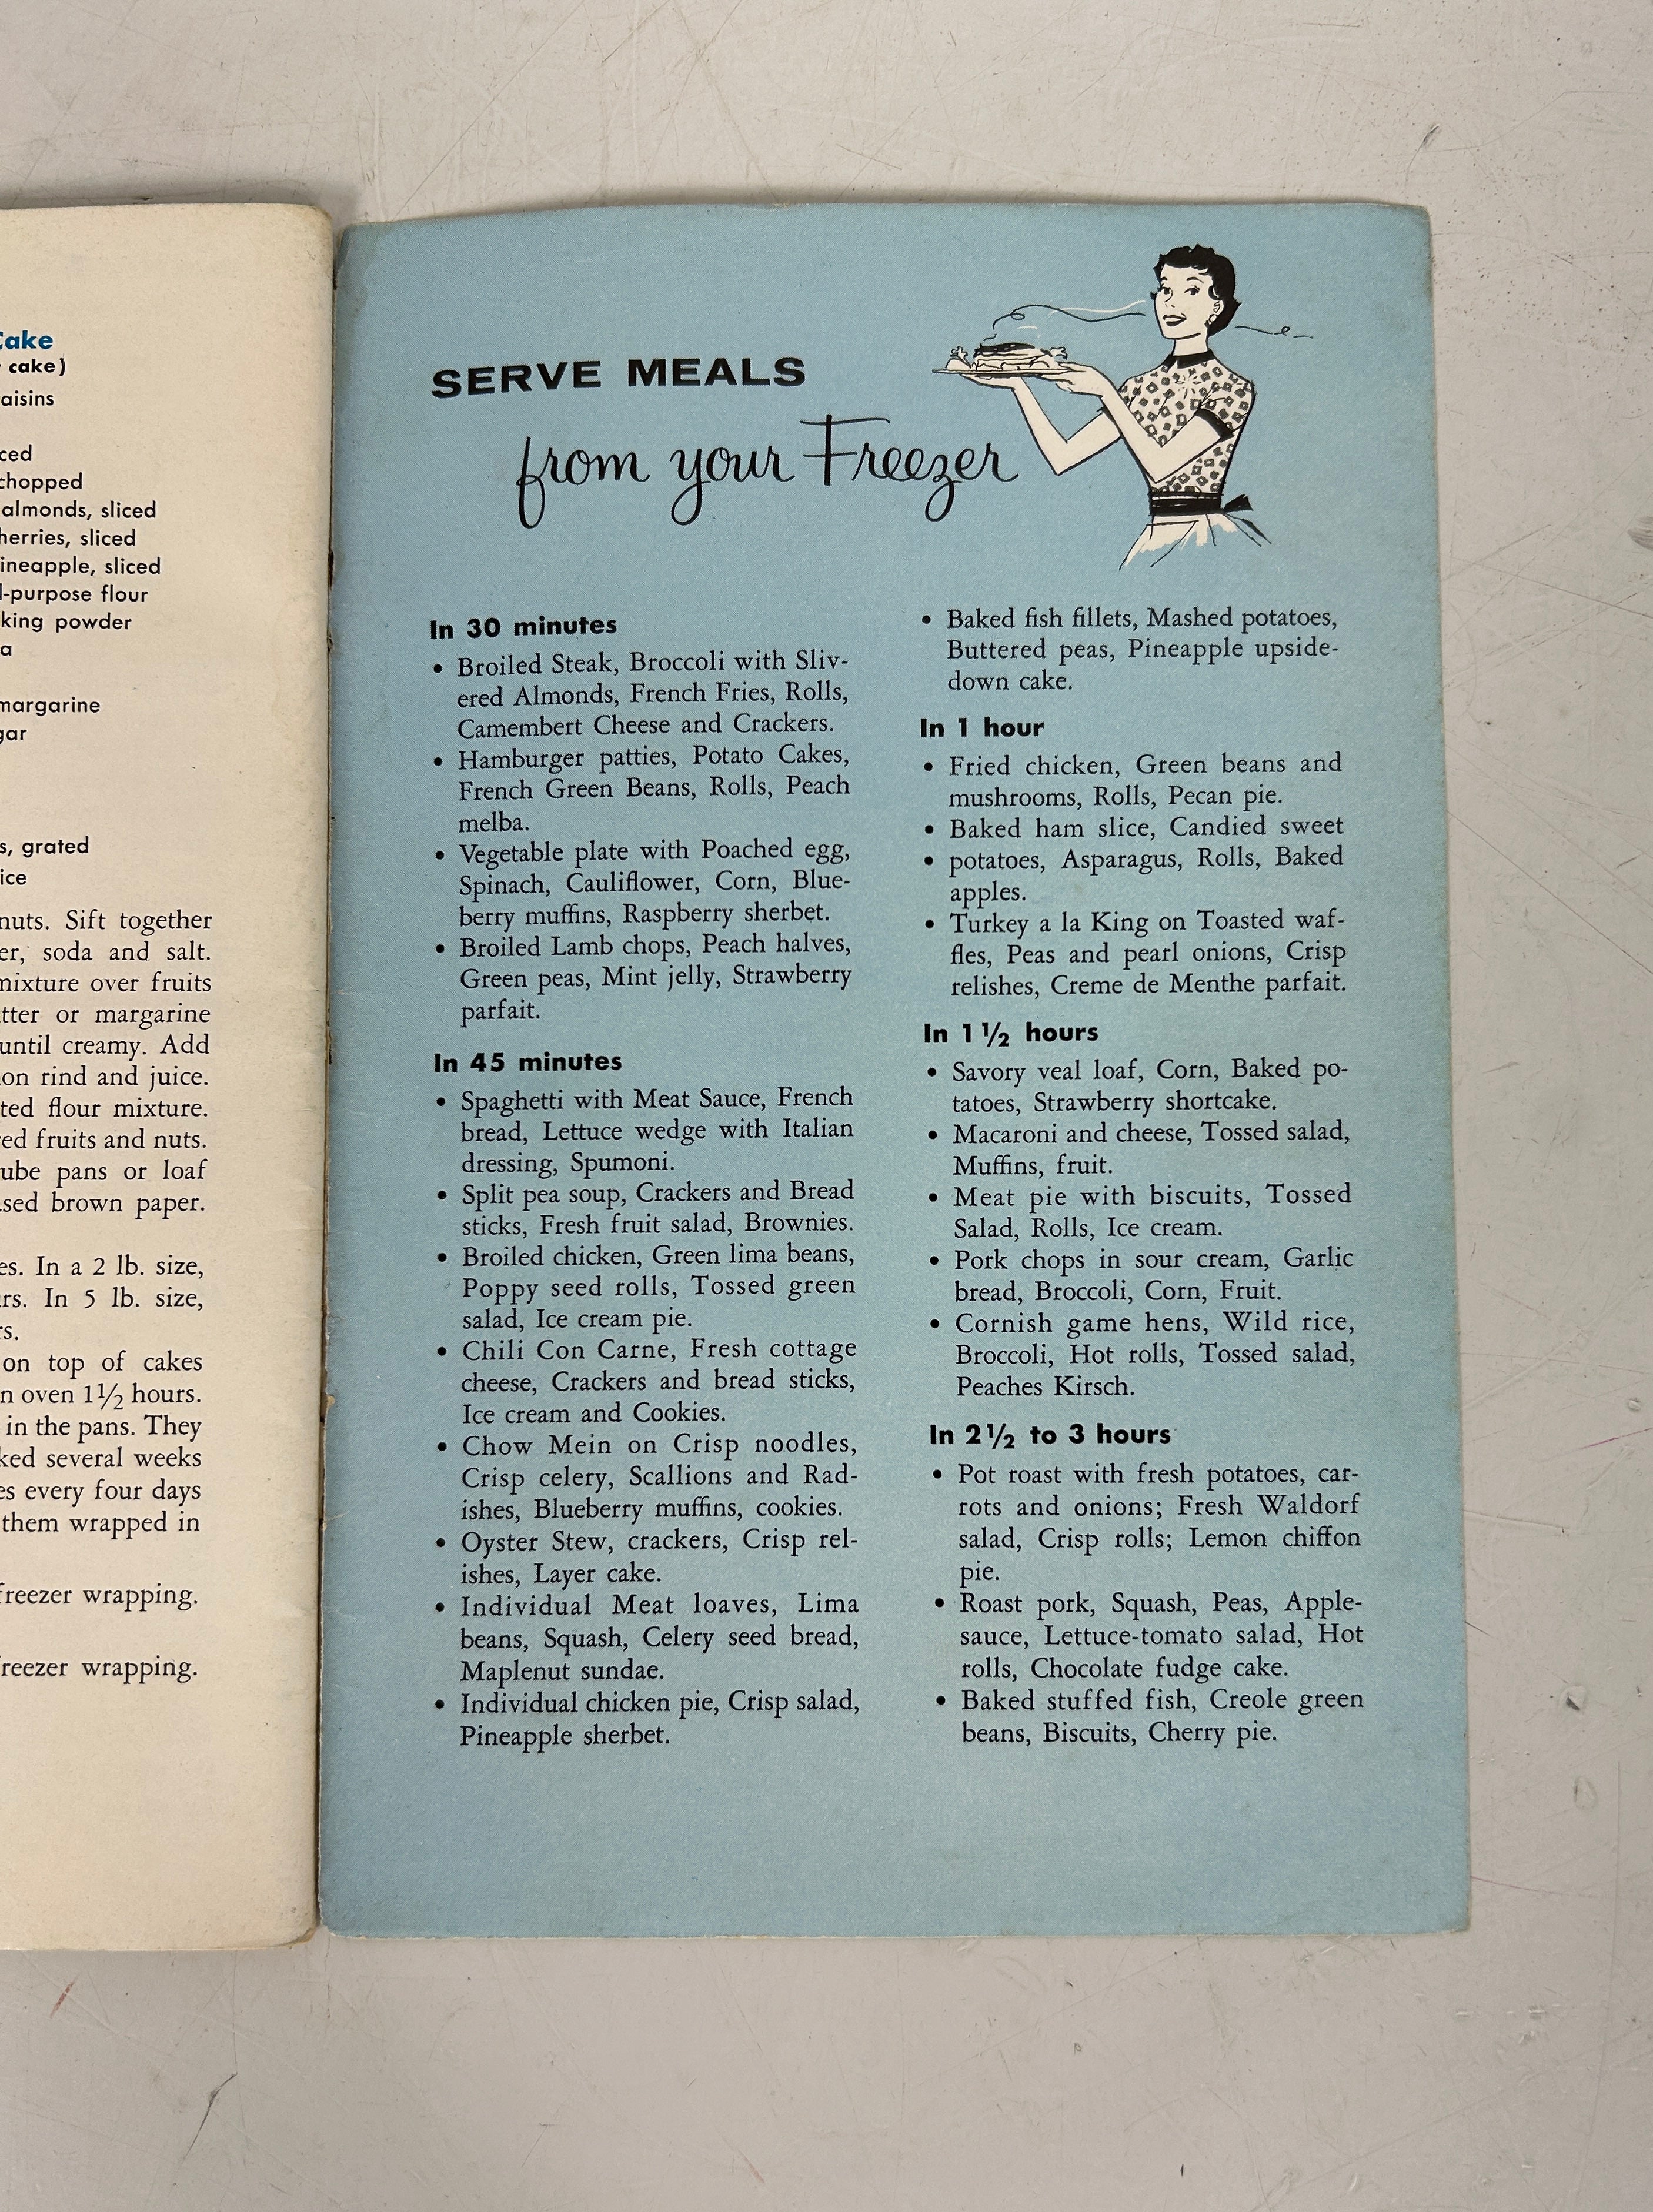 Cake
cake)
aisins
ced
chopped
almonds, sliced
herries, sliced
ineapple, sliced
l-purpose flour
king powder
a
margarine
gar
s, grated
ice
nuts. Sift together
er, soda and salt.
mixture over fruits
tter or margarine
until creamy. Add
on rind and juice.
ted flour mixture.
red fruits and nuts.
ube pans or loaf
ased brown paper.
es. In a 2 lb. size,
rs. In 5 lb. size,
rs.
on top of cakes
n oven 1½ hours.
in the pans. They
ked several weeks
es every four days
them wrapped in
freezer wrapping.
reezer wrapping.
SERVE MEALS
from your Freezer
In 30 minutes
• Broiled Steak, Broccoli with Sliv-
ered Almonds, French Fries, Rolls,
Camembert Cheese and Crackers.
• Hamburger patties, Potato Cakes,
French Green Beans, Rolls, Peach
melba.
• Vegetable plate with Poached egg,
Spinach, Cauliflower, Corn, Blue-
berry muffins, Raspberry sherbet.
• Broiled Lamb chops, Peach halves,
Green peas, Mint jelly, Strawberry
parfait.
In 45 minutes
• Spaghetti with Meat Sauce, French
bread, Lettuce wedge with Italian
dressing, Spumoni.
• Split pea soup, Crackers and Bread
sticks, Fresh fruit salad, Brownies.
• Broiled chicken, Green lima beans,
Poppy seed rolls, Tossed green
salad, Ice cream pie.
• Chili Con Carne, Fresh cottage
cheese, Crackers and bread sticks,
Ice cream and Cookies.
• Chow Mein on Crisp noodles,
Crisp celery, Scallions and Rad-
ishes, Blueberry muffins, cookies.
• Oyster Stew, crackers, Crisp rel-
ishes, Layer cake.
• Individual Meat loaves, Lima
beans, Squash, Celery seed bread,
Maplenut sundae.
• Individual chicken pie, Crisp salad,
Pineapple sherbet.
• Baked fish fillets, Mashed potatoes,
Buttered peas, Pineapple upside-
down cake.
In 1 hour
• Fried chicken, Green beans and
mushrooms, Rolls, Pecan pie.
• Baked ham slice, Candied sweet
• potatoes, Asparagus, Rolls, Baked
apples.
• Turkey a la King on Toasted waf-
fles, Peas and pearl onions, Crisp
relishes, Creme de Menthe parfait.
In 1½ hours
• Savory veal loaf, Corn, Baked po-
tatoes, Strawberry shortcake.
• Macaroni and cheese, Tossed salad,
Muffins, fruit.
• Meat pie with biscuits, Tossed
Salad, Rolls, Ice cream.
• Pork chops in sour cream, Garlic
bread, Broccoli, Corn, Fruit.
• Cornish game hens, Wild rice,
Broccoli, Hot rolls, Tossed salad,
Peaches Kirsch.
In 2½ to 3 hours
• Pot roast with fresh potatoes, car-
rots and onions; Fresh Waldorf
salad, Crisp rolls; Lemon chiffon
pie.
• Roast pork, Squash, Peas, Apple-
sauce, Lettuce-tomato salad, Hot
rolls, Chocolate fudge cake.
• Baked stuffed fish, Creole green
beans, Biscuits, Cherry pie.